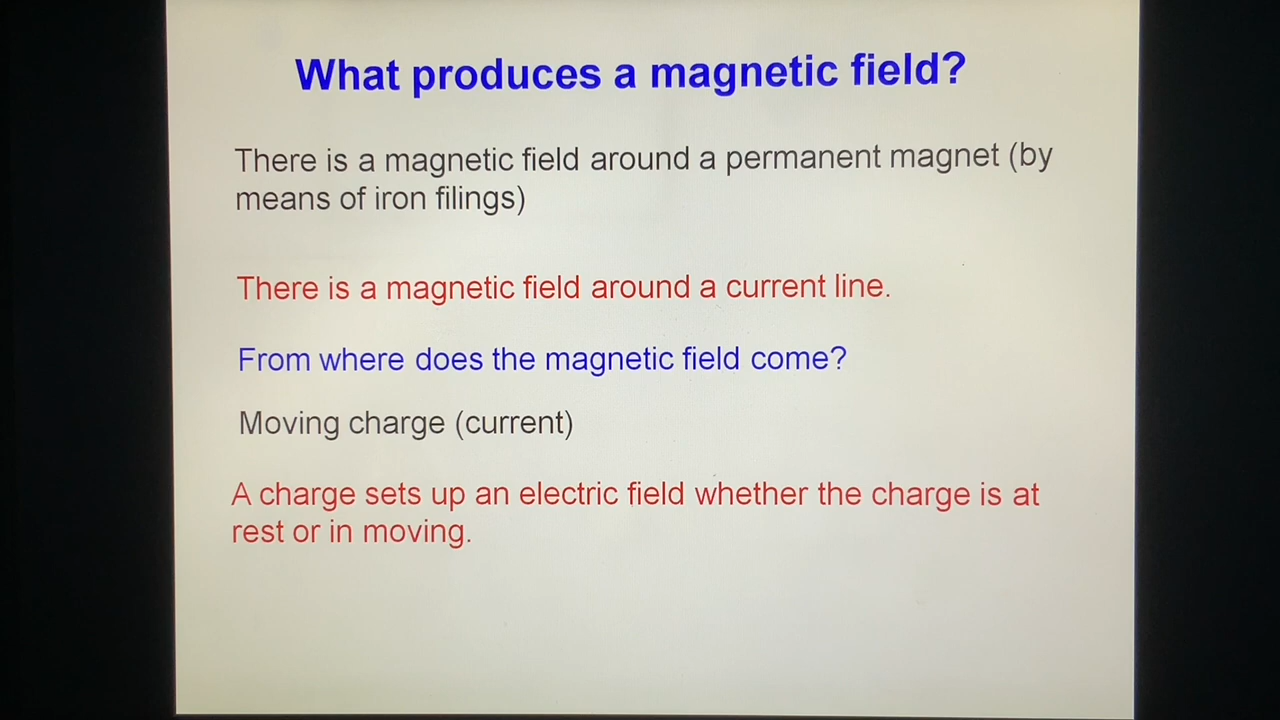 What produces a magnetic field?
There is a magnetic field around a permanent magnet (by
means of iron filings)
There is a magnetic field around a current line.
From where does the magnetic field come?
Moving charge (current)
A charge sets up an electric field whether the charge is at
rest or in moving.